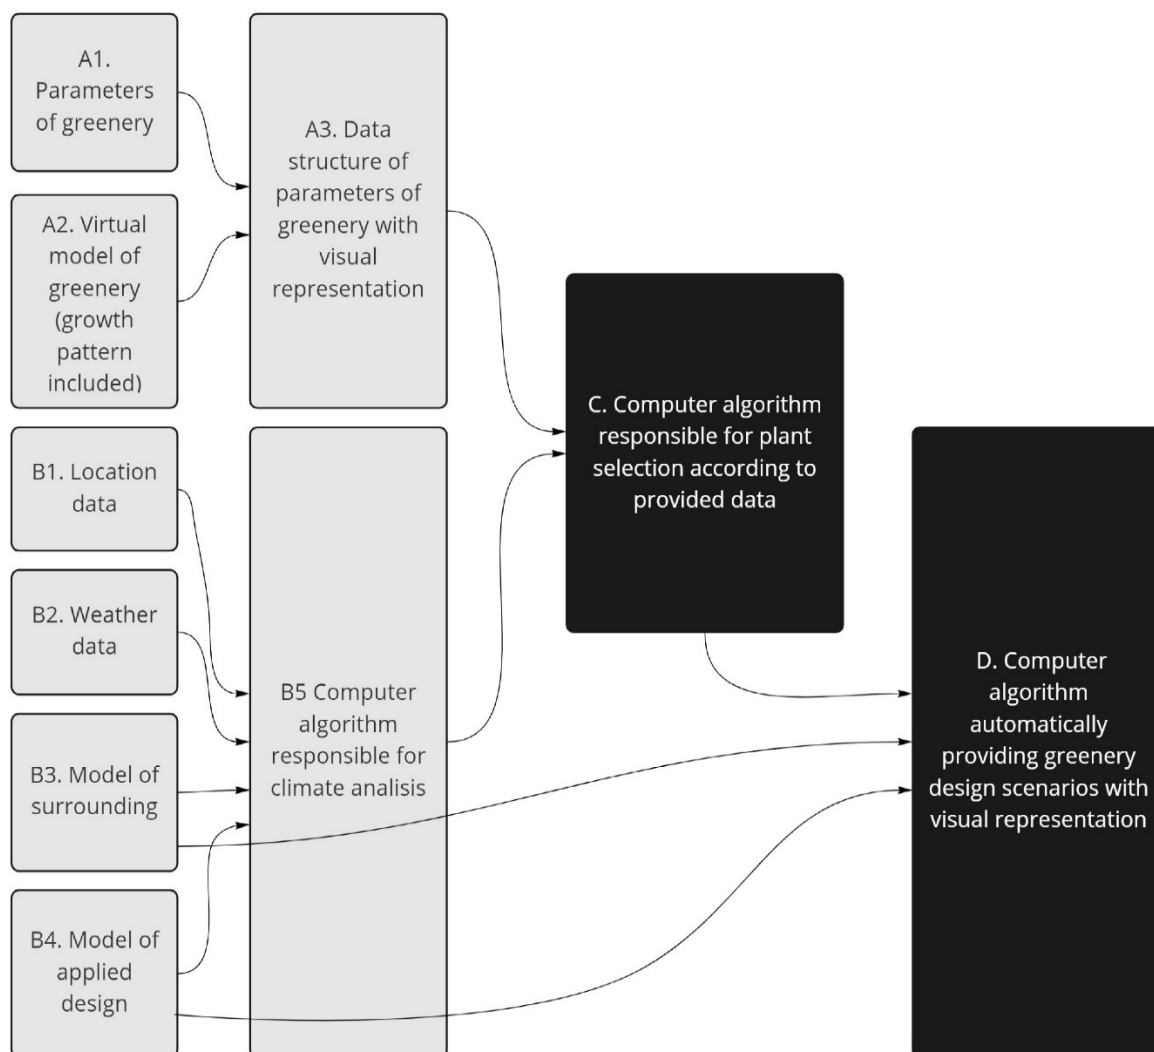 A1.
Parameters
of greenery
A2. Virtual
model of
greenery
(growth
pattern
included)
A3. Data
structure of
parameters of
greenery with
visual
representation
B1. Location
data
B2. Weather
data
B3. Model of
surrounding
B4. Model of
applied
design
B5 Computer
algorithm
responsible for
climate analisis
C. Computer algorithm
responsible for plant
selection according to
provided data
D. Computer
algorithm
automatically
providing greenery
design scenarios with
visual representation